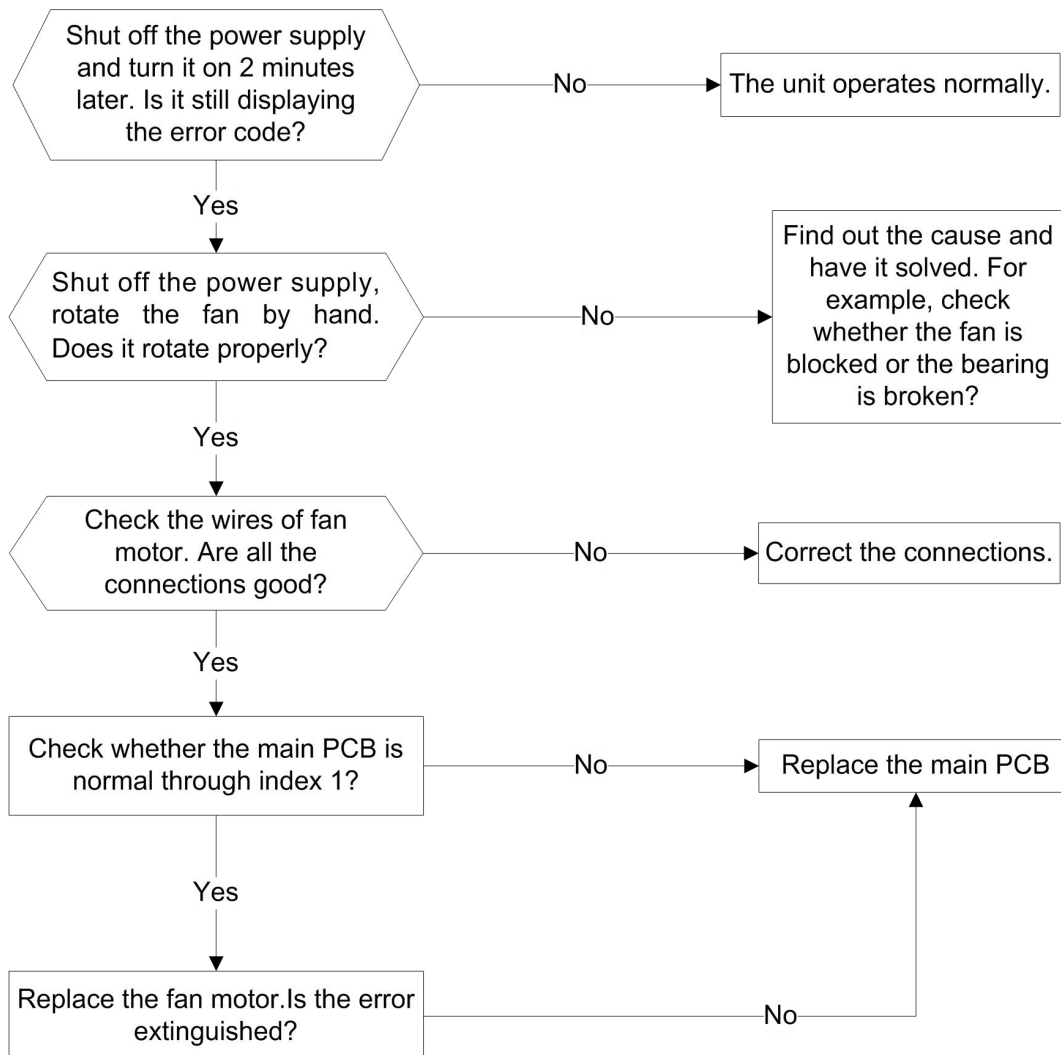 Shut off the power supply
and turn it on 2 minutes
later. Is it still displaying
the error code?
No
The unit operates normally.
Yes
Shut off the power supply,
rotate the fan by hand.
Does it rotate properly?
No
Find out the cause and
have it solved. For
example, check
whether the fan is
blocked or the bearing
is broken?
Yes
Check the wires of fan
motor. Are all the
connections good?
No
Correct the connections.
Yes
Check whether the main PCB is
normal through index 1?
No
Replace the main PCB
Yes
Replace the fan motor.Is the error
extinguished?
No